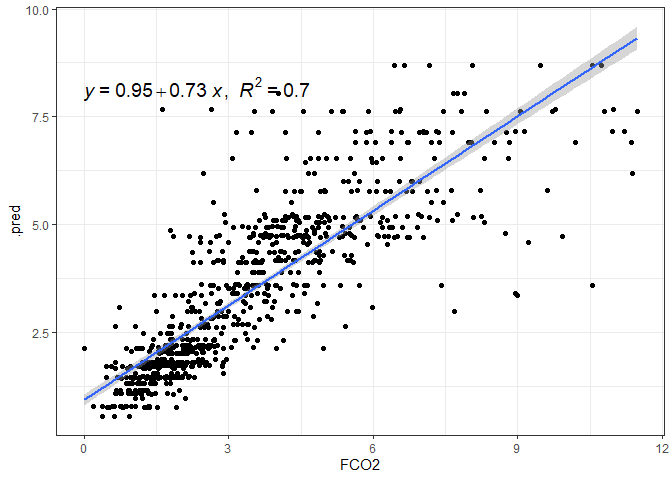 10.0
y = 0.95 + 0.73 x, R² = 0.7
7.5
.pred
5.0
2.5
0 3 6 9 12
FCO2